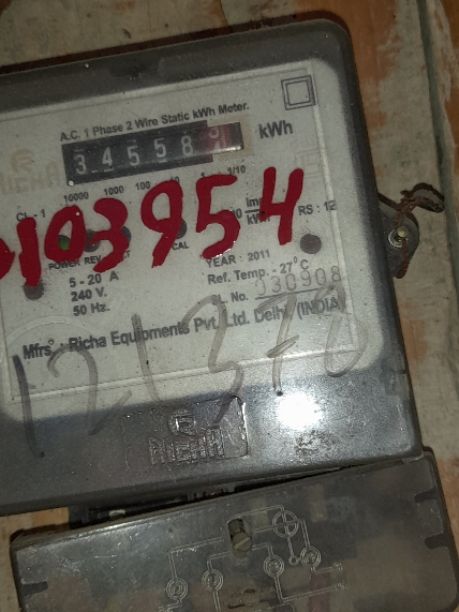 A.C. 1 Phase 2 Wire Static kWh Meter.
34558 kWh
10000 1000 100 10 1 1/10
CL - 1
RS : 12
103954
POWER REV
CAL
5 - 20 A
YEAR : 2011
240 V.
Ref. Temp. - 27°C
50 Hz.
SL No. 030908
Mfrs : Richa Equipments Pvt. Ltd. Delhi. (INDIA)
RICHA